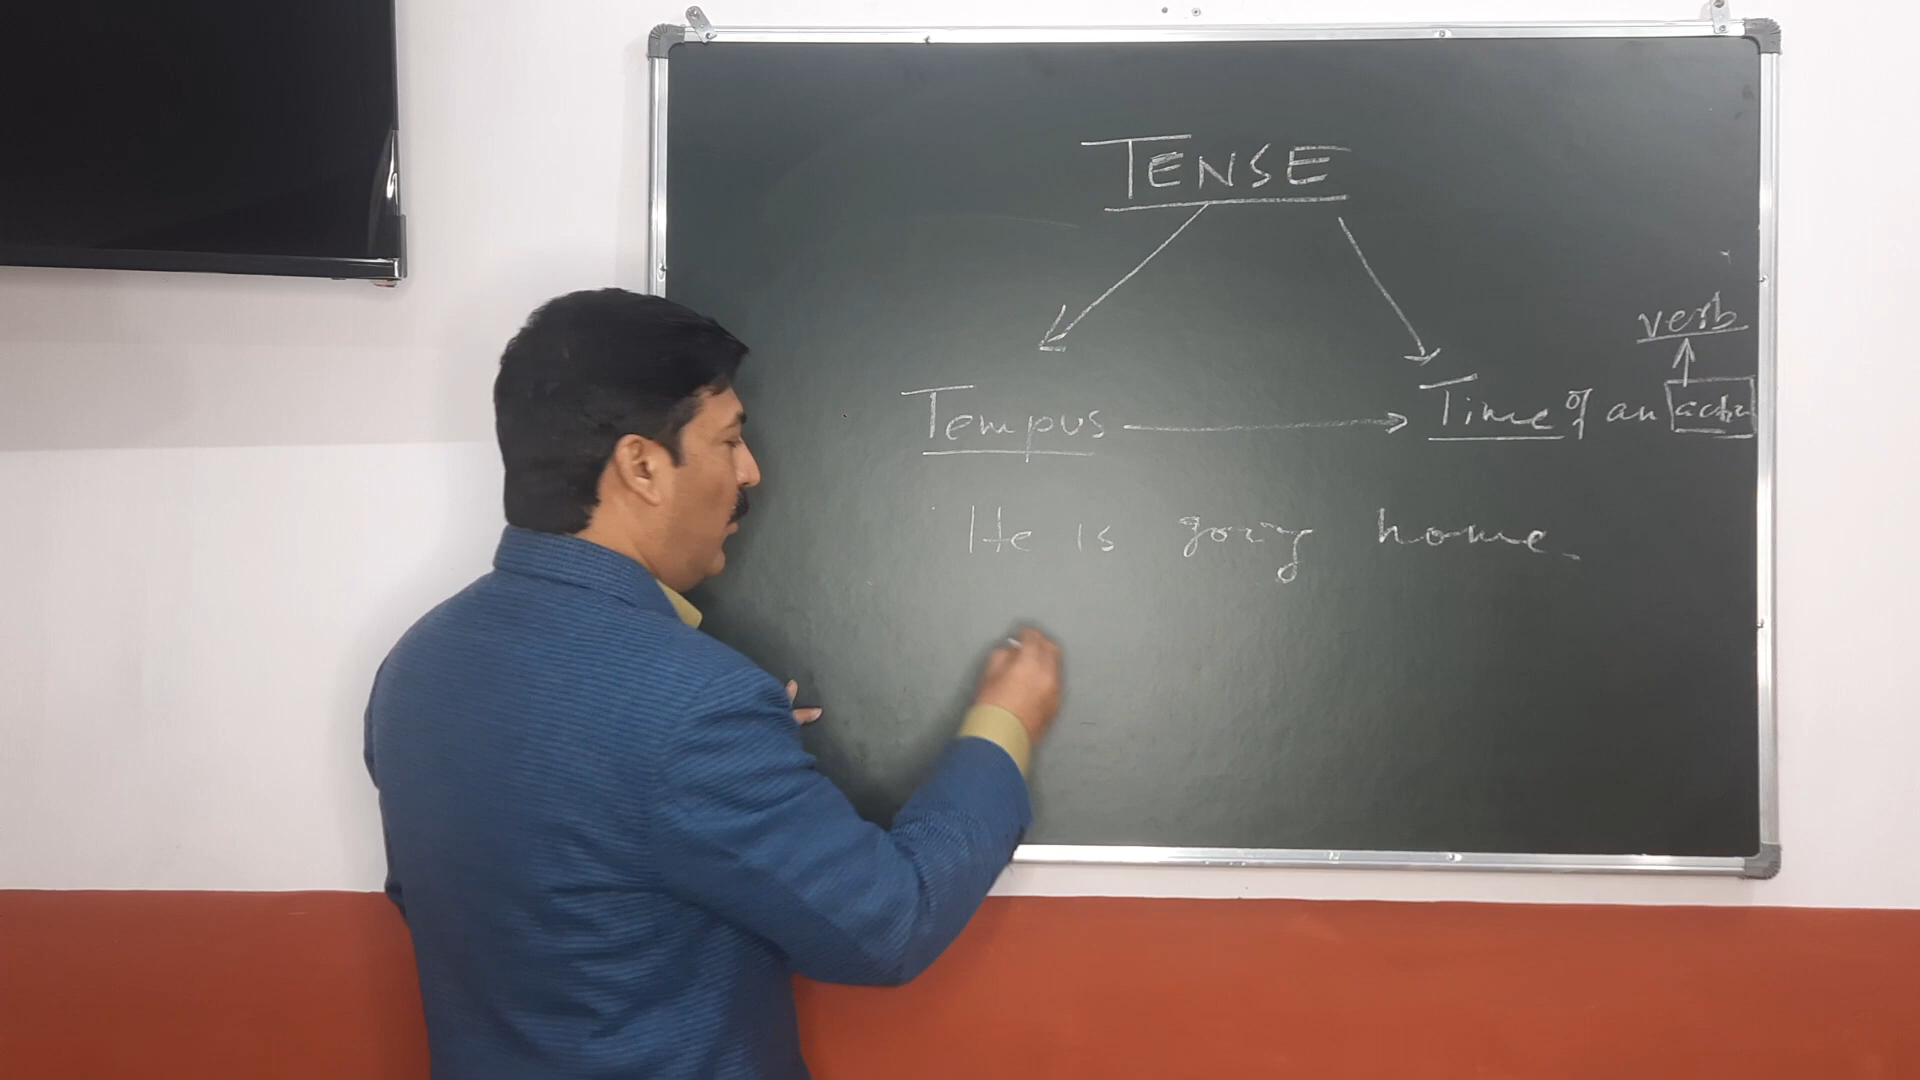 TENSE
verb
Tempus → Time of an action
He is going home.